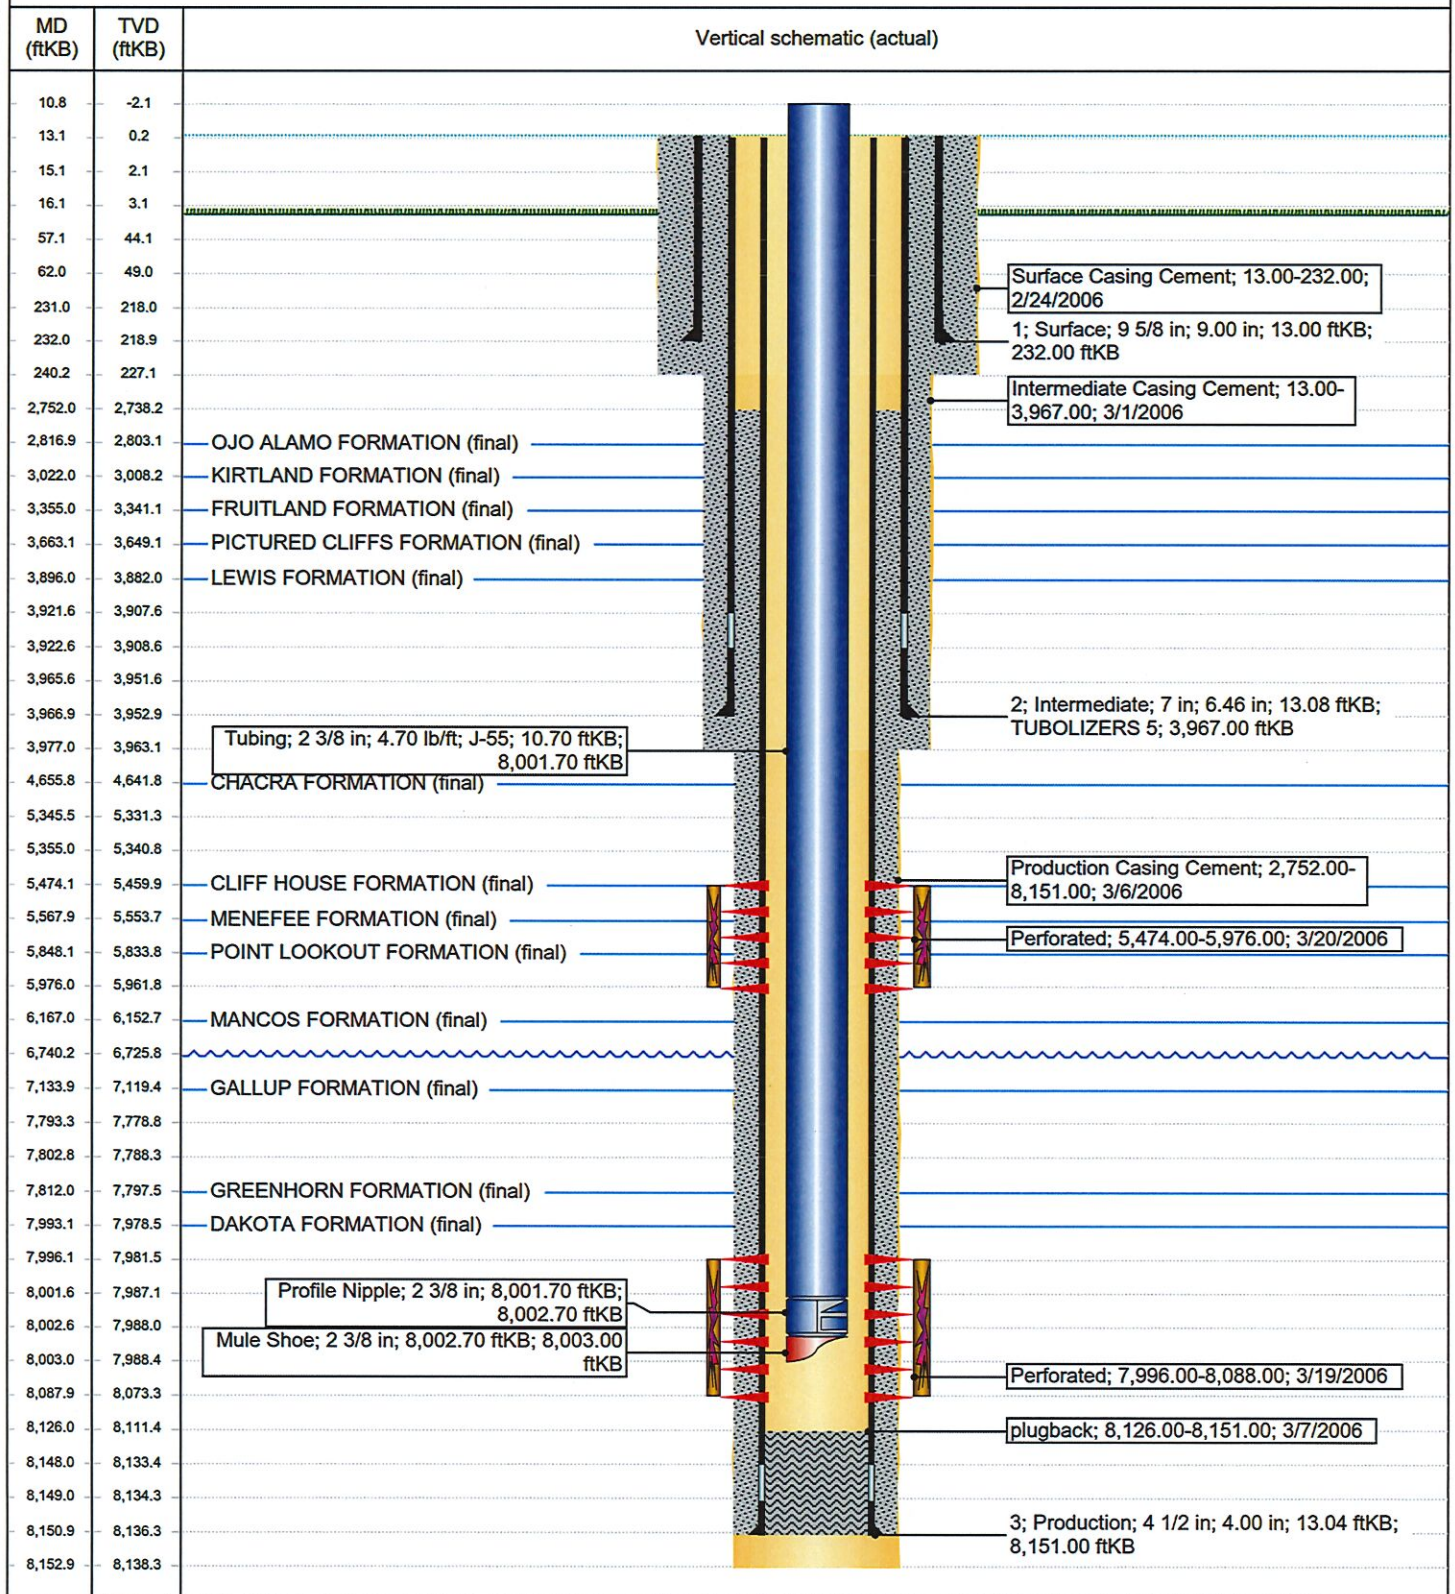 MD (ftKB)
TVD (ftKB)
Vertical schematic (actual)
10.8 -2.1
13.1 0.2
15.1 2.1
16.1 3.1
57.1 44.1
62.0 49.0
Surface Casing Cement; 13.00-232.00;
2/24/2006
231.0 218.0
1; Surface; 9 5/8 in; 9.00 in; 13.00 ftKB;
232.00 ftKB
232.0 218.9
240.2 227.1
Intermediate Casing Cement; 13.00-
3,967.00; 3/1/2006
2,752.0 2,738.2
2,816.9 2,803.1 OJO ALAMO FORMATION (final)
3,022.0 3,008.2 KIRTLAND FORMATION (final)
3,355.0 3,341.1 FRUITLAND FORMATION (final)
3,663.1 3,649.1 PICTURED CLIFFS FORMATION (final)
3,896.0 3,882.0 LEWIS FORMATION (final)
3,921.6 3,907.6
3,922.6 3,908.6
3,965.6 3,951.6
3,966.9 3,952.9
2; Intermediate; 7 in; 6.46 in; 13.08 ftKB;
TUBOLIZERS 5; 3,967.00 ftKB
Tubing; 2 3/8 in; 4.70 lb/ft; J-55; 10.70 ftKB;
8,001.70 ftKB
3,977.0 3,963.1
4,655.8 4,641.8 CHACRA FORMATION (final)
5,345.5 5,331.3
5,355.0 5,340.8
Production Casing Cement; 2,752.00-
8,151.00; 3/6/2006
5,474.1 5,459.9 CLIFF HOUSE FORMATION (final)
5,567.9 5,553.7 MENEFEE FORMATION (final)
Perforated; 5,474.00-5,976.00; 3/20/2006
5,848.1 5,833.8 POINT LOOKOUT FORMATION (final)
5,976.0 5,961.8
6,167.0 6,152.7 MANCOS FORMATION (final)
6,740.2 6,725.8
7,133.9 7,119.4 GALLUP FORMATION (final)
7,793.3 7,778.8
7,802.8 7,788.3
7,812.0 7,797.5 GREENHORN FORMATION (final)
7,993.1 7,978.5 DAKOTA FORMATION (final)
7,996.1 7,981.5
8,001.6 7,987.1
Profile Nipple; 2 3/8 in; 8,001.70 ftKB;
8,002.70 ftKB
8,002.6 7,988.0
Mule Shoe; 2 3/8 in; 8,002.70 ftKB; 8,003.00
ftKB
8,003.0 7,988.4
Perforated; 7,996.00-8,088.00; 3/19/2006
8,087.9 8,073.3
8,126.0 8,111.4
plugback; 8,126.00-8,151.00; 3/7/2006
8,148.0 8,133.4
8,149.0 8,134.3
8,150.9 8,136.3
3; Production; 4 1/2 in; 4.00 in; 13.04 ftKB;
8,151.00 ftKB
8,152.9 8,138.3